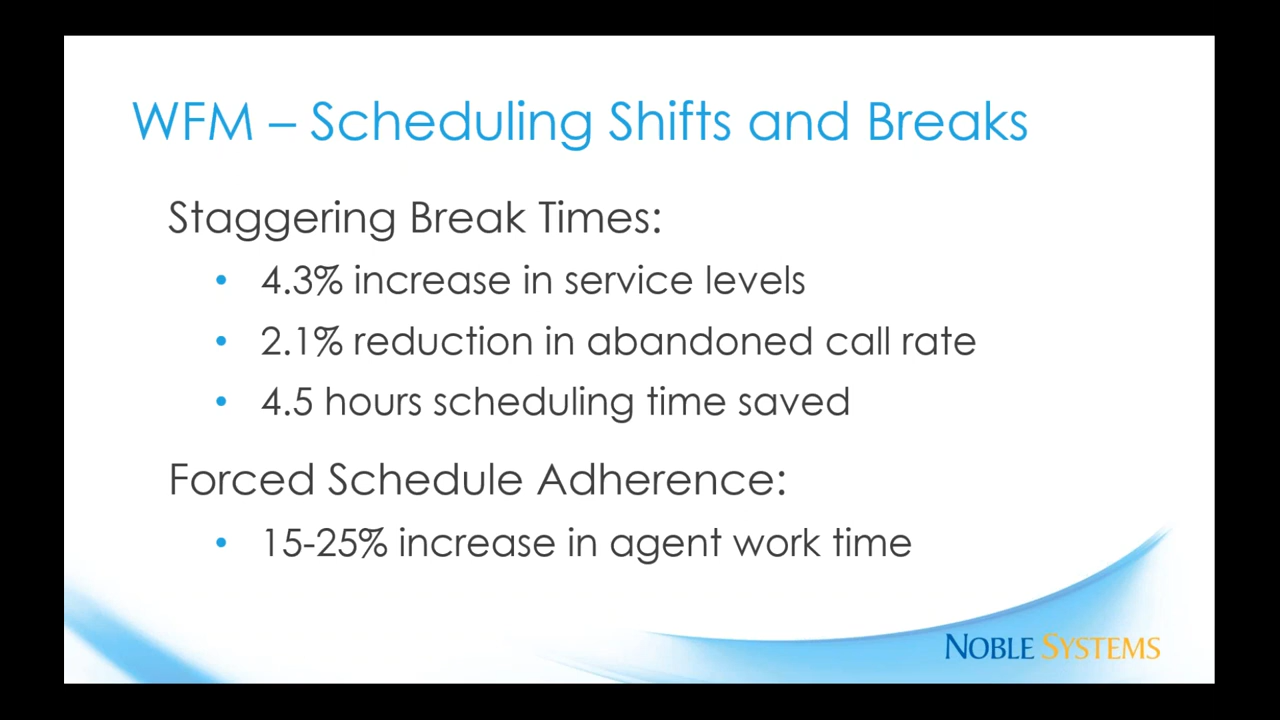 WFM – Scheduling Shifts and Breaks
Staggering Break Times:
• 4.3% increase in service levels
• 2.1% reduction in abandoned call rate
• 4.5 hours scheduling time saved
Forced Schedule Adherence:
• 15-25% increase in agent work time
NOBLE SYSTEMS